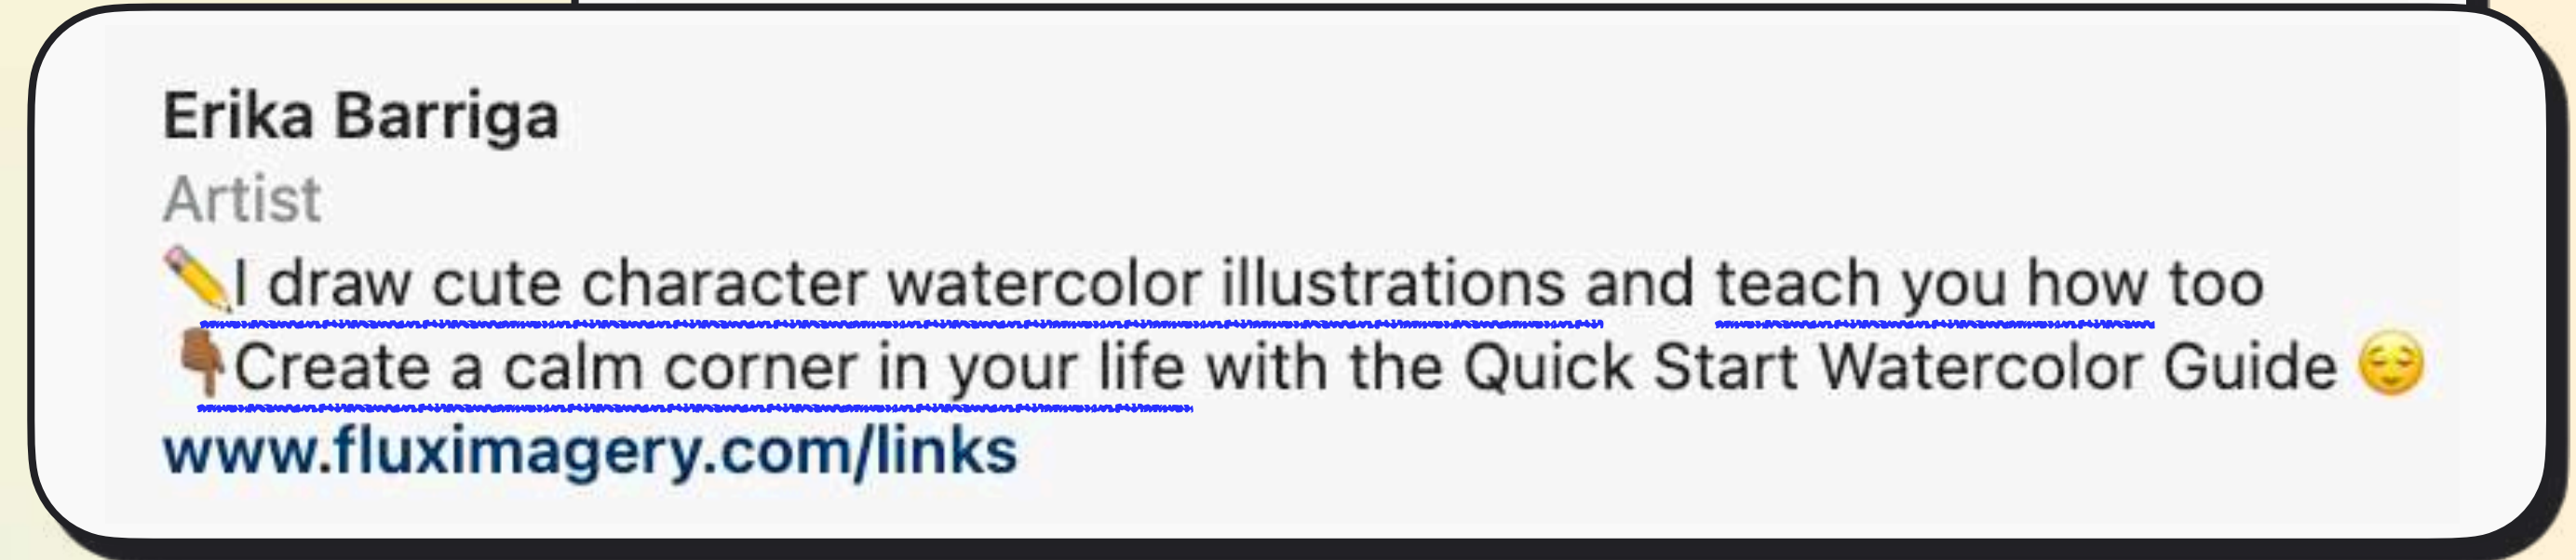 Erika Barriga
Artist
✏️I draw cute character watercolor illustrations and teach you how too
👇🏾Create a calm corner in your life with the Quick Start Watercolor Guide 😌
www.fluximagery.com/links